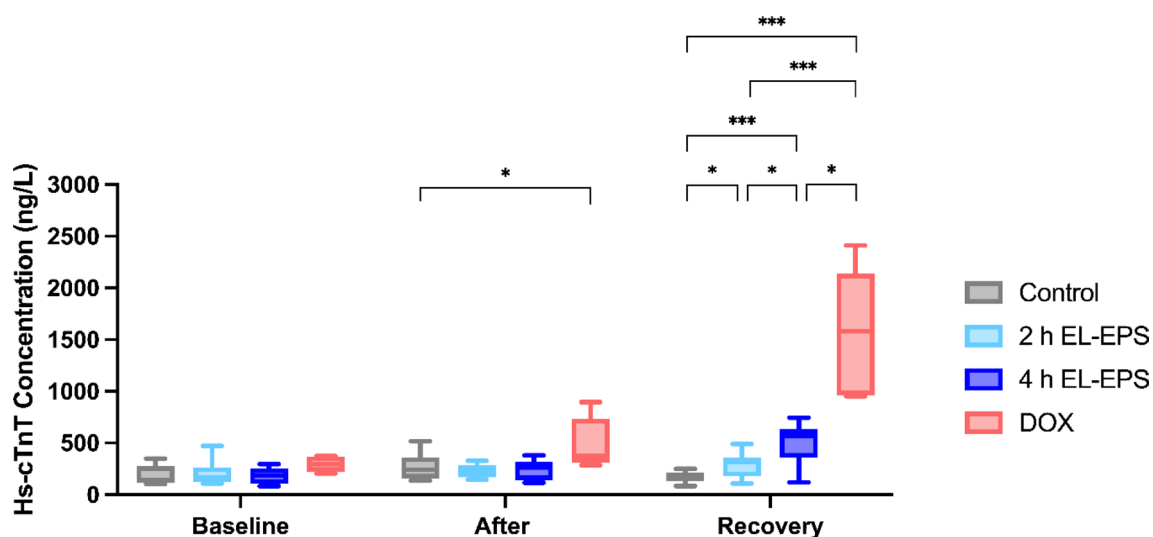 ***
***
***
*
*
*
*
Hs-cTnT Concentration (ng/L)
3000
2500
2000
1500
1000
500
0
Baseline
After
Recovery
Control
2 h EL-EPS
4 h EL-EPS
DOX